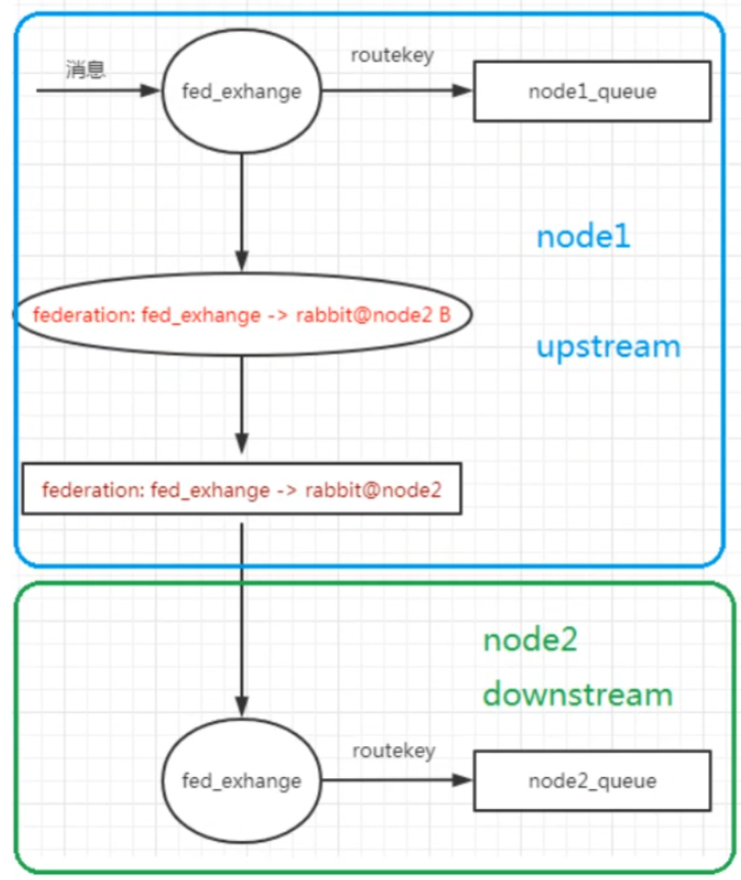 消息
fed_exhange
routekey
node1_queue
node1
federation: fed_exhange -> rabbit@node2 B
upstream
federation: fed_exhange -> rabbit@node2
node2
downstream
fed_exhange
routekey
node2_queue